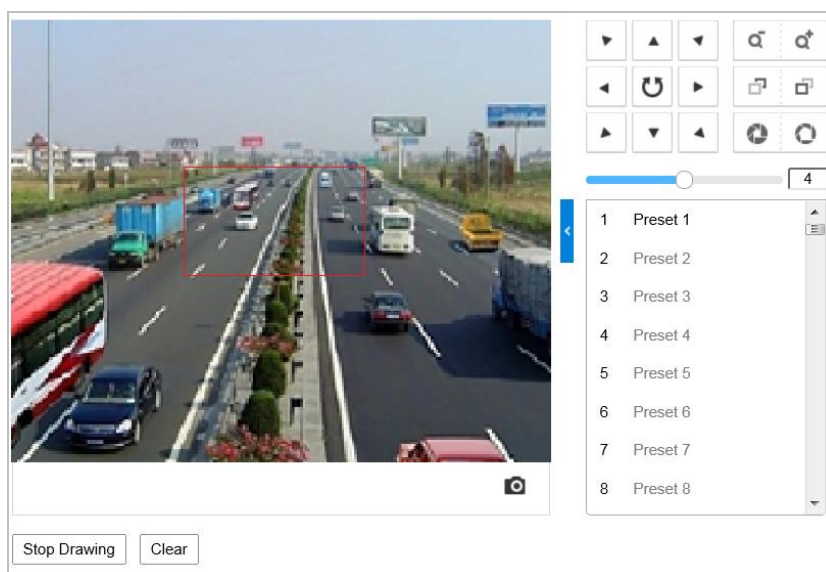 4
1 Preset 1
2 Preset 2
3 Preset 3
4 Preset 4
5 Preset 5
6 Preset 6
7 Preset 7
8 Preset 8
Stop Drawing Clear